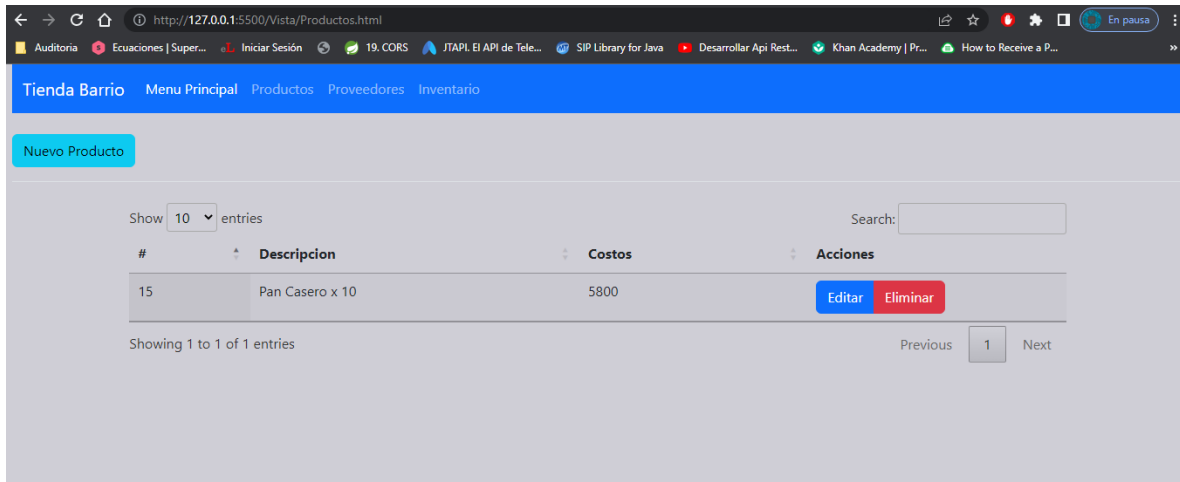 http://127.0.0.1:5500/Vista/Productos.html
En pausa
Auditoria Ecuaciones | Super... eL Iniciar Sesión 19. CORS JTAPI. El API de Tele... SIP Library for Java Desarrollar Api Rest... Khan Academy | Pr... How to Receive a P... »
Tienda Barrio Menu Principal Productos Proveedores Inventario
Nuevo Producto
Show 10 entries Search:
# Descripcion Costos Acciones
15 Pan Casero x 10 5800 Editar Eliminar
Showing 1 to 1 of 1 entries Previous 1 Next